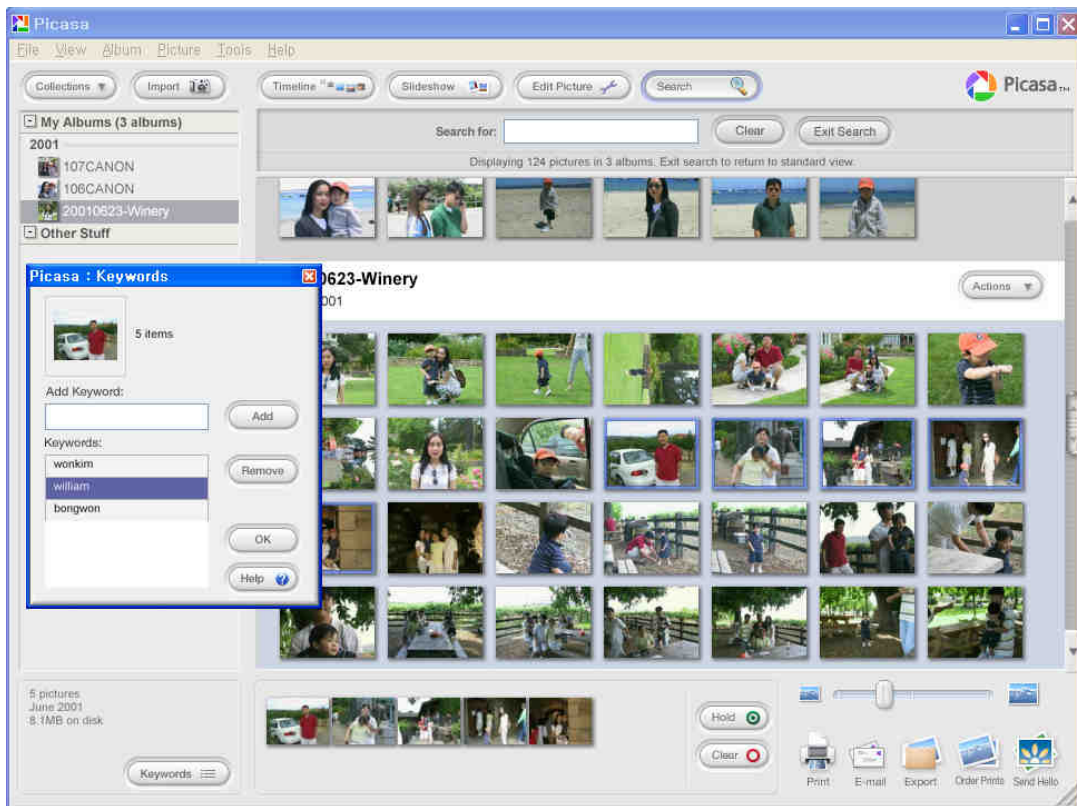 Picasa
File View Album Picture Tools Help
Collections Import Timeline Slideshow Edit Picture Search Picasa TM
My Albums (3 albums)
2001
107CANON
106CANON
20010623-Winery
Other Stuff
Search for: Clear Exit Search
Displaying 124 pictures in 3 albums. Exit search to return to standard view.
0623-Winery
2001
Actions
Picasa : Keywords
5 items
Add Keyword:
Add
Keywords:
wonkim
william
bongwon
Remove
OK
Help ?
5 pictures
June 2001
8.1MB on disk
Keywords
Hold
Clear
Print E-mail Export Order Prints Send Hello